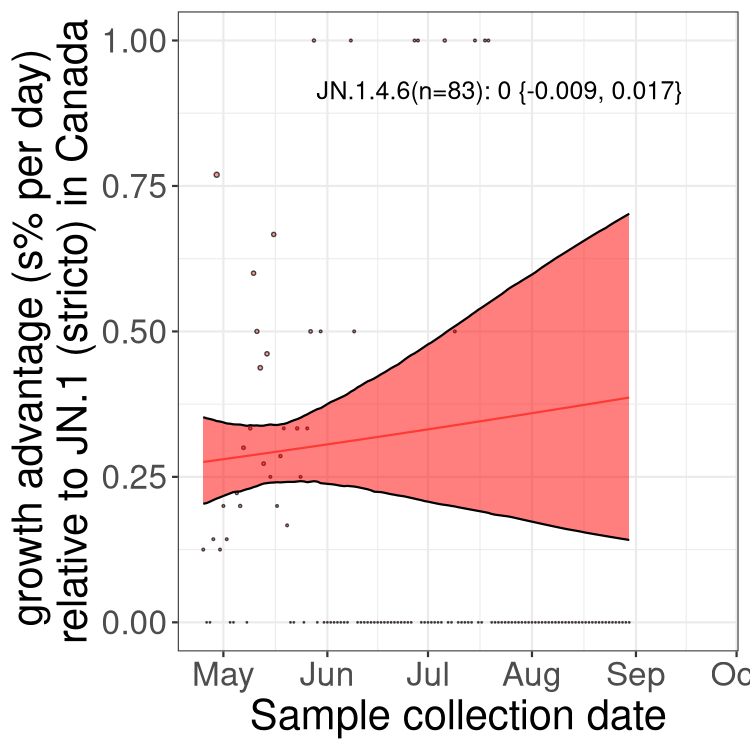 growth advantage (s% per day)
relative to JN.1 (stricto) in Canada
1.00
0.75
0.50
0.25
0.00
JN.1.4.6(n=83): 0 {-0.009, 0.017}
May Jun Jul Aug Sep Oc
Sample collection date